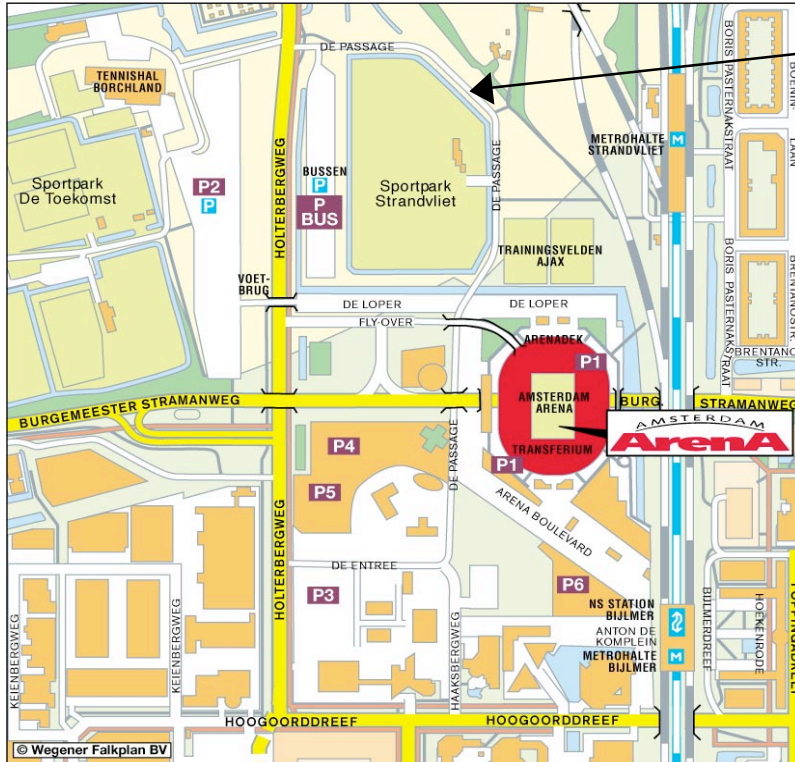 DE PASSAGE
TENNISHAL
BORCHLAND
BORIS PASTERNAKSTRAAT
METROHALTE
STRANDVLIET
M
HOLTERBERGWEG
BUSSEN
P
P
BUS
P2
P
Sportpark
De Toekomst
Sportpark
Strandvliet
DE PASSAGE
TRAININGSVELDEN
AJAX
BORIS PASTERNAKSTRAAT
BRENTANOSTR.
VOET-
BRUG
DE LOPER
DE LOPER
FLY-OVER
ARENADEK
P1
BRENTANO
STR.
BURGEMEESTER STRAMANWEG
AMSTERDAM
ARENA
BURG.
STRAMANWEG
AMSTERDAM
ArenA
TRANSFERIUM
P1
P4
P5
DE PASSAGE
ARENA BOULEVARD
DE ENTREE
P3
P6
HOLTERBERGWEG
HAAKSBERGWEG
NS STATION
BIJLMER
ANTON DE
KOMPLEIN
METROHALTE
BIJLMER
M
BIJLMERDREEF
HOEKENRODE
KEIENBERGWEG
KEIENBERGWEG
HOOGOORDDREEF
HOOGOORDDREEF
© Wegener Falkplan BV